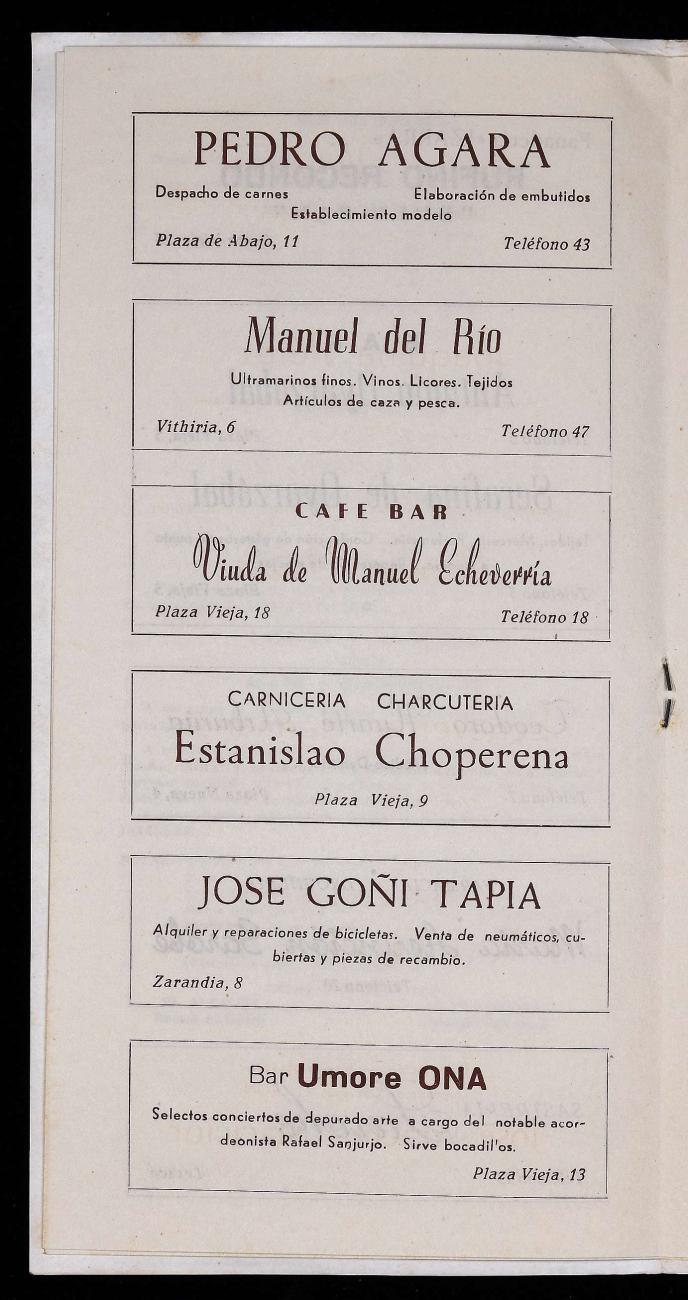 PEDRO AGARA
Despacho de carnes Elaboración de embutidos
Establecimiento modelo
Plaza de Abajo, 11 Teléfono 43
Manuel del Río
Ultramarinos finos. Vinos. Licores. Tejidos
Artículos de caza y pesca.
Vithiria, 6 Teléfono 47
CAFE BAR
Viuda de Manuel Echeverría
Plaza Vieja, 18 Teléfono 18
CARNICERIA CHARCUTERIA
Estanislao Choperena
Plaza Vieja, 9
JOSE GOÑI TAPIA
Alquiler y reparaciones de bicicletas. Venta de neumáticos, cu-
biertas y piezas de recambio.
Zarandia, 8
Bar Umore ONA
Selectos conciertos de depurado arte a cargo del notable acor-
deonista Rafael Sanjurjo. Sirve bocadil'os.
Plaza Vieja, 13